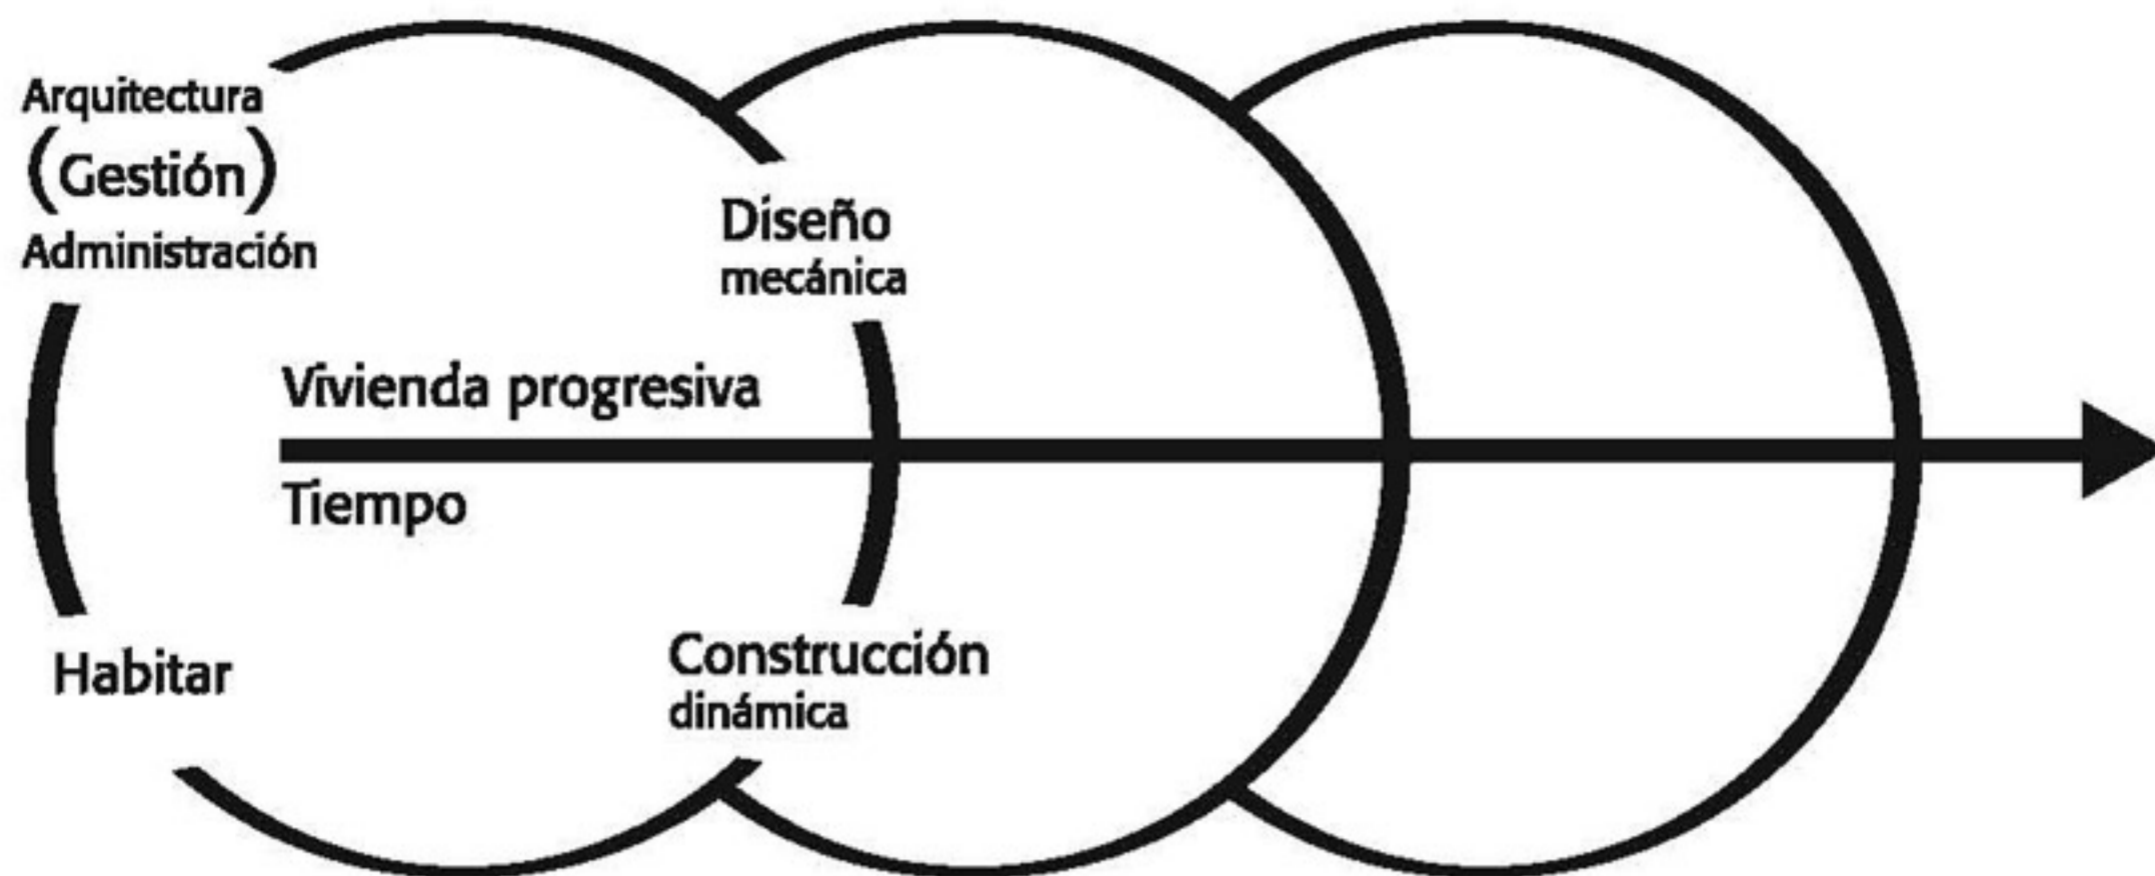 Arquitectura
(Gestión)
Administración
Diseño
mecánica
Vivienda progresiva
Tiempo
Habitar
Construcción
dinámica